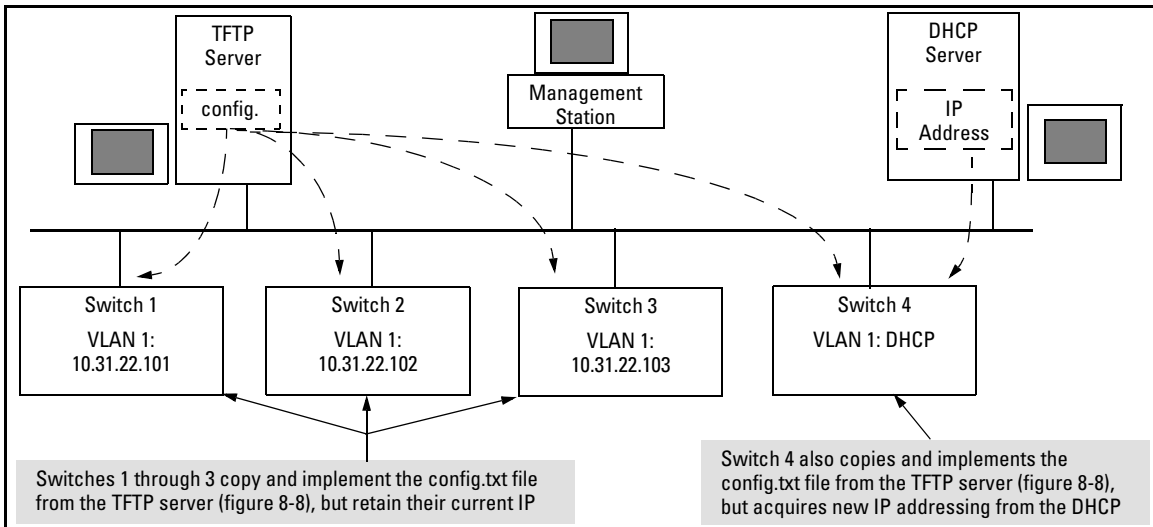 TFTP
Server
config.
Management
Station
DHCP
Server
IP
Address
Switch 1
VLAN 1:
10.31.22.101
Switch 2
VLAN 1:
10.31.22.102
Switch 3
VLAN 1:
10.31.22.103
Switch 4
VLAN 1: DHCP
Switches 1 through 3 copy and implement the config.txt file
from the TFTP server (figure 8-8), but retain their current IP
Switch 4 also copies and implements the
config.txt file from the TFTP server (figure 8-8),
but acquires new IP addressing from the DHCP